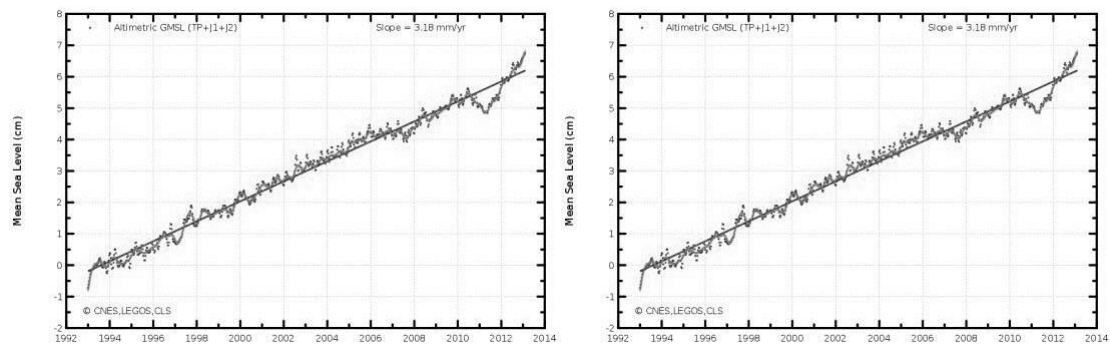 8
Altimetric GMSL (TP+J1+J2)
Slope = 3.18 mm/yr
7
6
5
4
3
2
1
0
-1
-2
Mean Sea Level (cm)
© CNES,LEGOS,CLS
1992 1994 1996 1998 2000 2002 2004 2006 2008 2010 2012 2014
8
Altimetric GMSL (TP+J1+J2)
Slope = 3.18 mm/yr
7
6
5
4
3
2
1
0
-1
-2
Mean Sea Level (cm)
© CNES,LEGOS,CLS
1992 1994 1996 1998 2000 2002 2004 2006 2008 2010 2012 2014